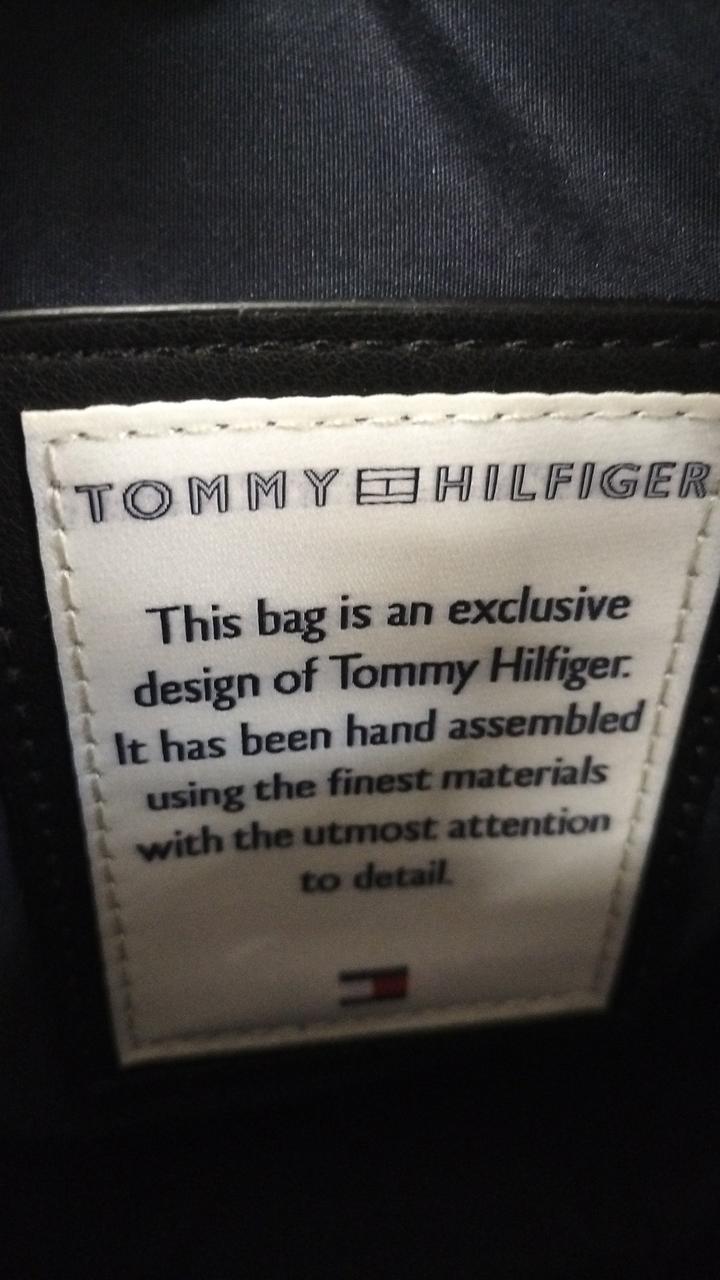 TOMMY HILFIGER
This bag is an exclusive
design of Tommy Hilfiger.
It has been hand assembled
using the finest materials
with the utmost attention
to detail.